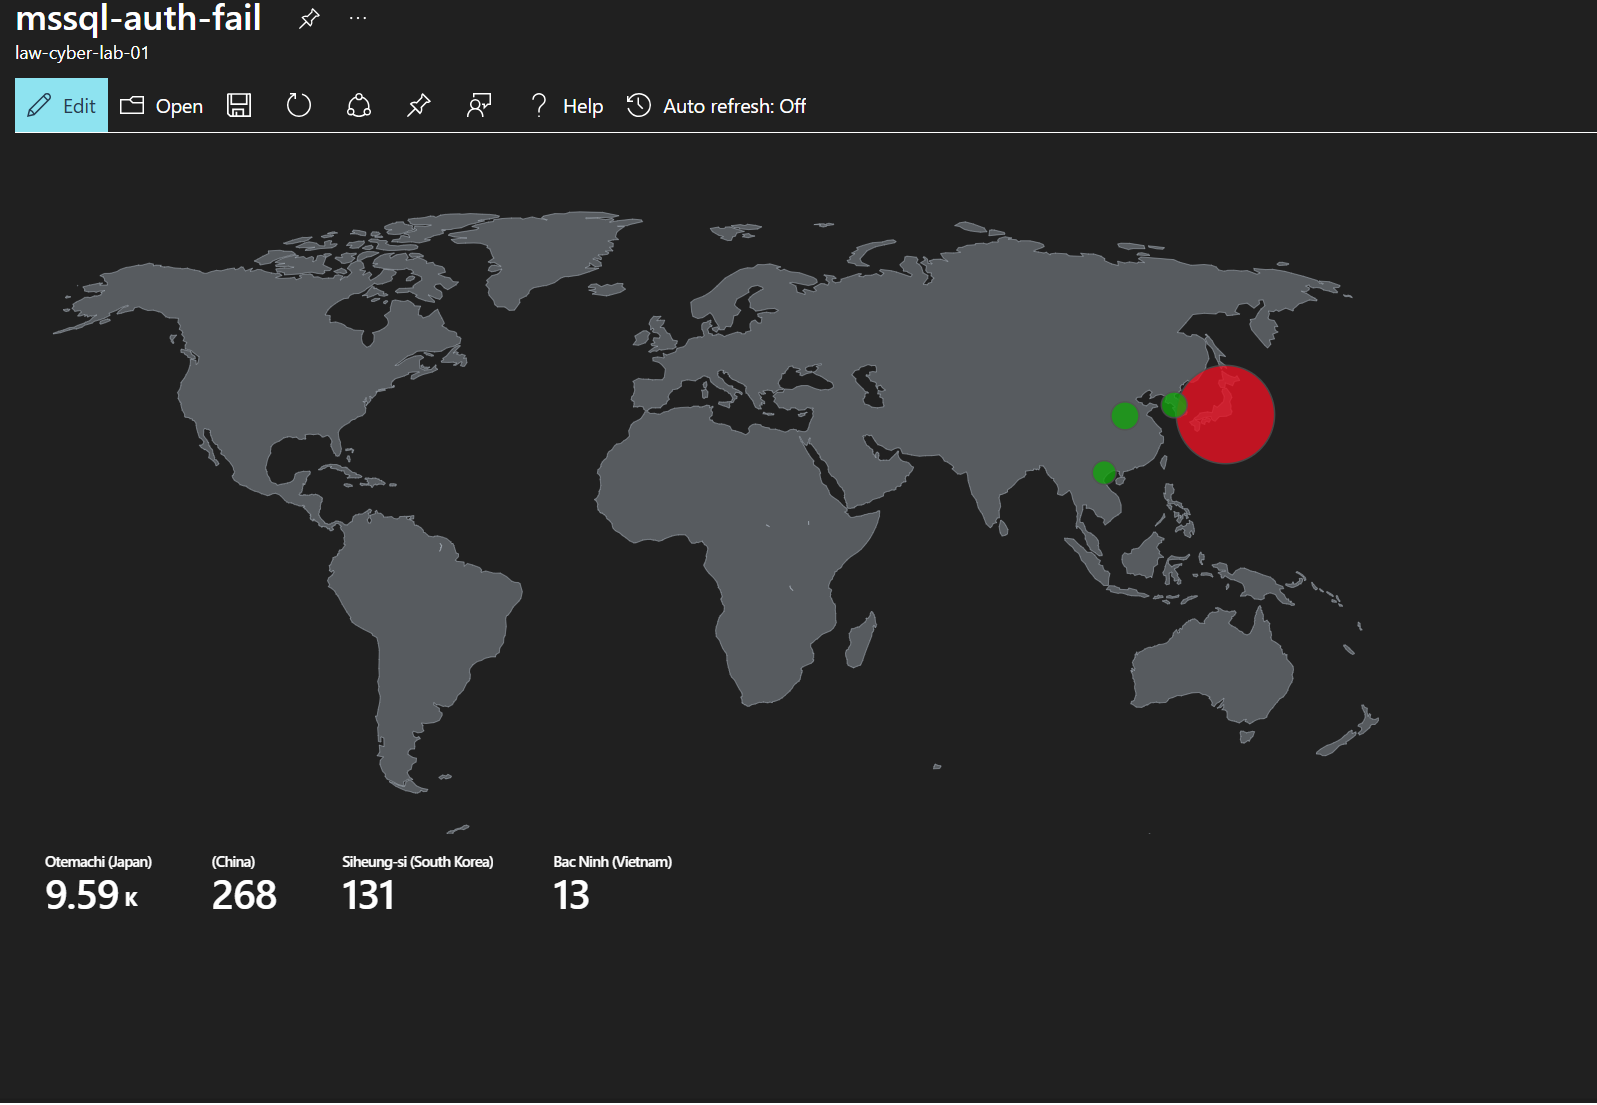 mssql-auth-fail
law-cyber-lab-01
Edit Open Help Auto refresh: Off
Otemachi (Japan) (China) Siheung-si (South Korea) Bac Ninh (Vietnam)
9.59 K 268 131 13